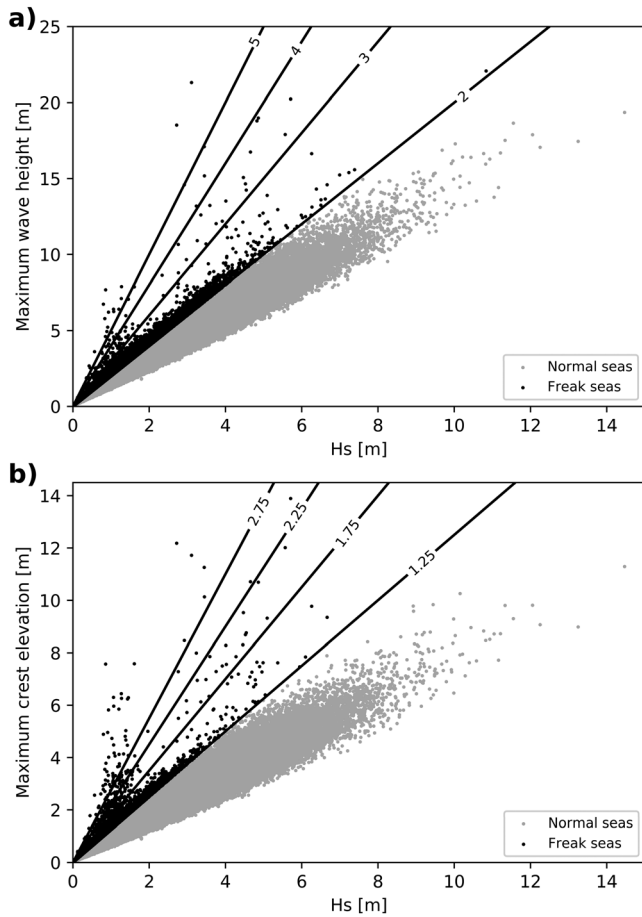 a)
25
20
15
10
5
0
Maximum wave height [m]
5
4
3
2
Normal seas
Freak seas
0 2 4 6 8 10 12 14
Hs [m]
b)
14
12
10
8
6
4
2
0
Maximum crest elevation [m]
2.75
2.25
1.75
1.25
Normal seas
Freak seas
0 2 4 6 8 10 12 14
Hs [m]